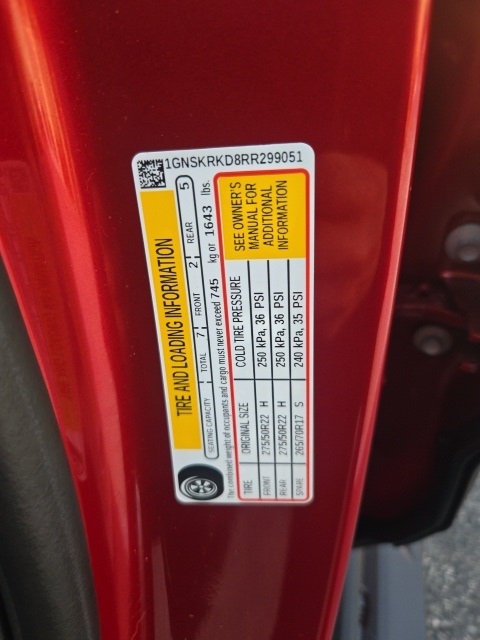 1GNSKRKD8RR299051
TIRE AND LOADING INFORMATION
SEATING CAPACITY TOTAL 7 FRONT 2 REAR 5
The combined weight of occupants and cargo must never exceed 745 kg or 1643 lbs.
TIRE ORIGINAL SIZE COLD TIRE PRESSURE
FRONT 275/50R22 H 250 kPa, 36 PSI
REAR 275/50R22 H 250 kPa, 36 PSI
SPARE 265/70R17 S 240 kPa, 35 PSI
SEE OWNER'S
MANUAL FOR
ADDITIONAL
INFORMATION